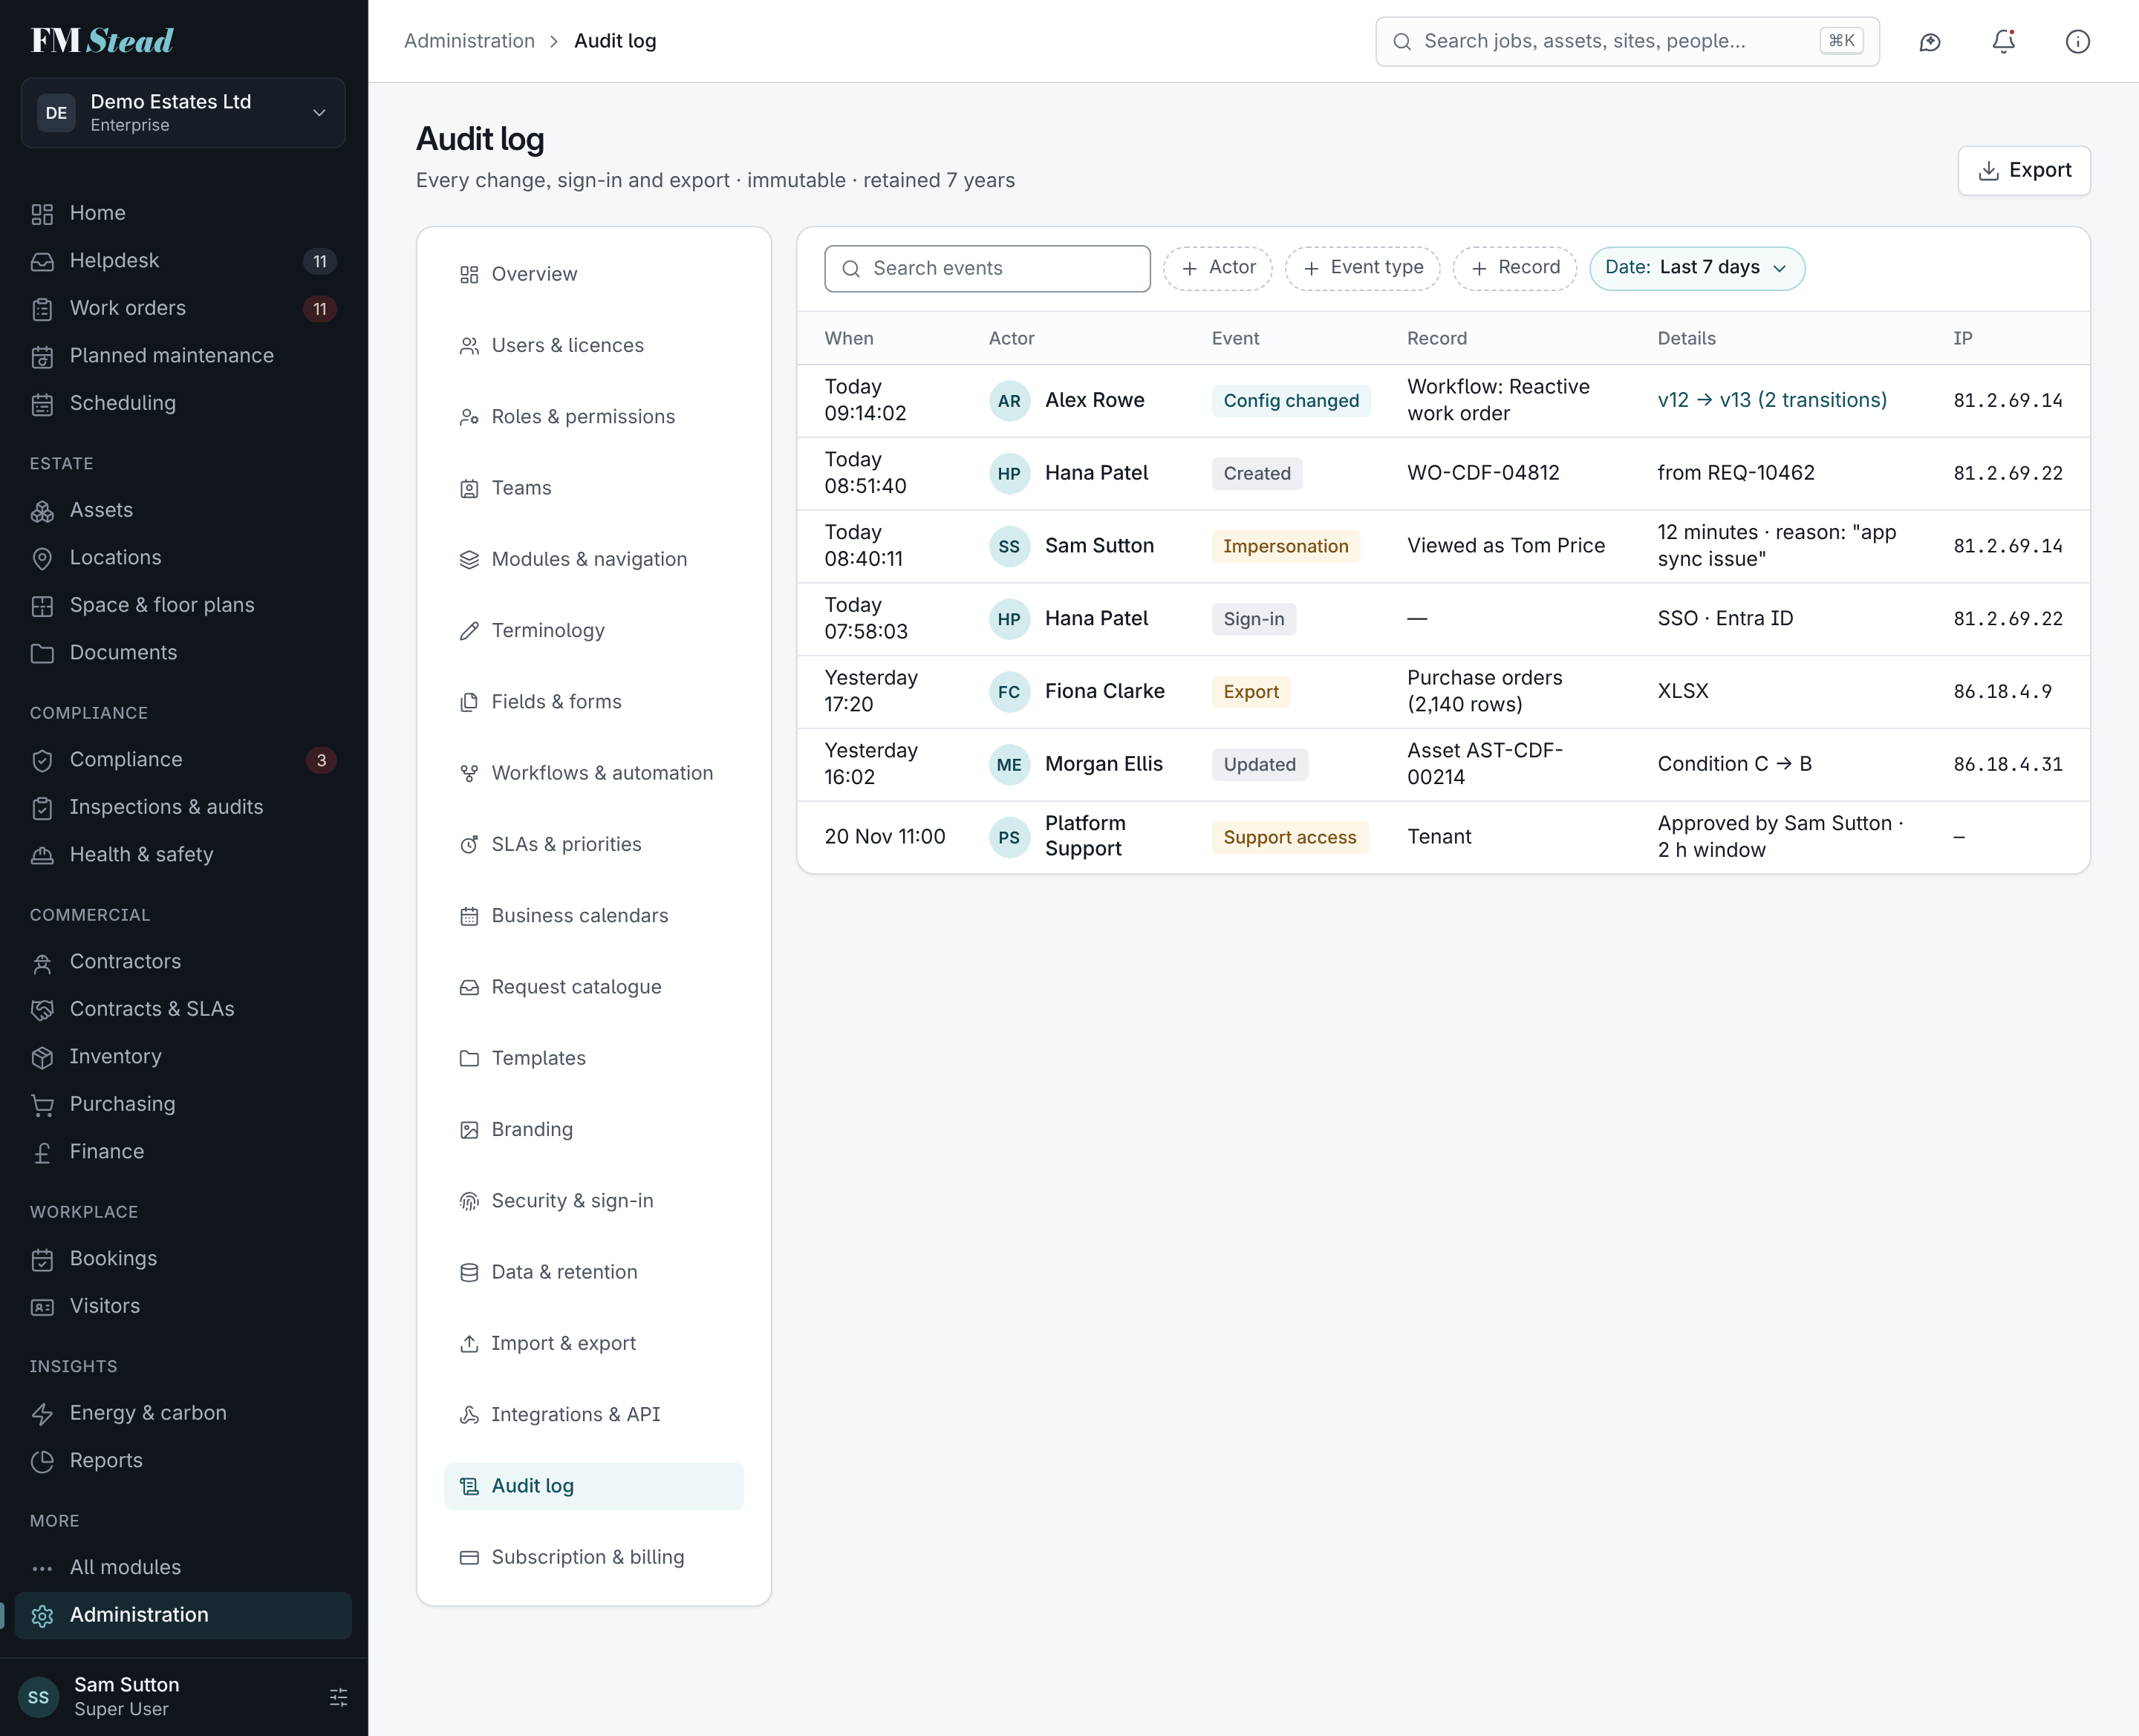 FM Stead
DE
Demo Estates Ltd
Enterprise
Home
Helpdesk 11
Work orders 11
Planned maintenance
Scheduling
ESTATE
Assets
Locations
Space & floor plans
Documents
COMPLIANCE
Compliance 3
Inspections & audits
Health & safety
COMMERCIAL
Contractors
Contracts & SLAs
Inventory
Purchasing
Finance
WORKPLACE
Bookings
Visitors
INSIGHTS
Energy & carbon
Reports
MORE
All modules
Administration
SS
Sam Sutton
Super User
Administration > Audit log
Search jobs, assets, sites, people... ⌘K
Audit log
Every change, sign-in and export · immutable · retained 7 years
Export
Overview
Users & licences
Roles & permissions
Teams
Modules & navigation
Terminology
Fields & forms
Workflows & automation
SLAs & priorities
Business calendars
Request catalogue
Templates
Branding
Security & sign-in
Data & retention
Import & export
Integrations & API
Audit log
Subscription & billing
Search events + Actor + Event type + Record Date: Last 7 days
When Actor Event Record Details IP
Today
09:14:02
AR Alex Rowe
Config changed
Workflow: Reactive
work order
v12 → v13 (2 transitions)
81.2.69.14
Today
08:51:40
HP Hana Patel
Created
WO-CDF-04812
from REQ-10462
81.2.69.22
Today
08:40:11
SS Sam Sutton
Impersonation
Viewed as Tom Price
12 minutes · reason: "app
sync issue"
81.2.69.14
Today
07:58:03
HP Hana Patel
Sign-in
—
SSO · Entra ID
81.2.69.22
Yesterday
17:20
FC Fiona Clarke
Export
Purchase orders
(2,140 rows)
XLSX
86.18.4.9
Yesterday
16:02
ME Morgan Ellis
Updated
Asset AST-CDF-
00214
Condition C → B
86.18.4.31
20 Nov 11:00
PS Platform
Support
Support access
Tenant
Approved by Sam Sutton ·
2 h window
–